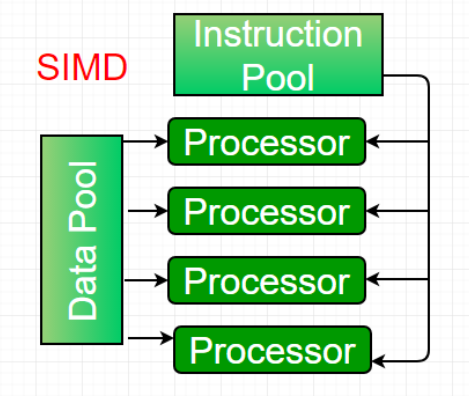 SIMD
Instruction
Pool
Data Pool
Processor
Processor
Processor
Processor